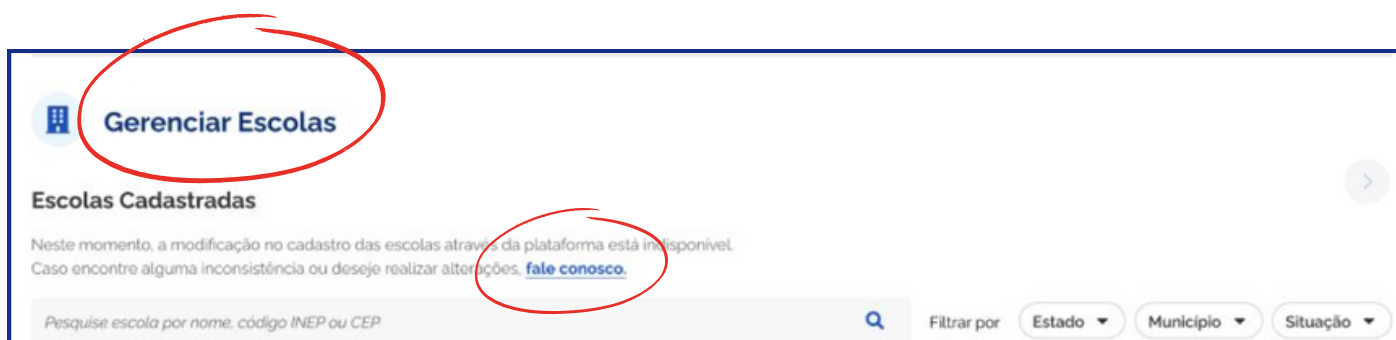 Gerenciar Escolas
Escolas Cadastradas
Neste momento, a modificação no cadastro das escolas através da plataforma está indisponível.
Caso encontre alguma inconsistência ou deseje realizar alterações, fale conosco.
Pesquise escola por nome, código INEP ou CEP
Filtrar por Estado Município Situação